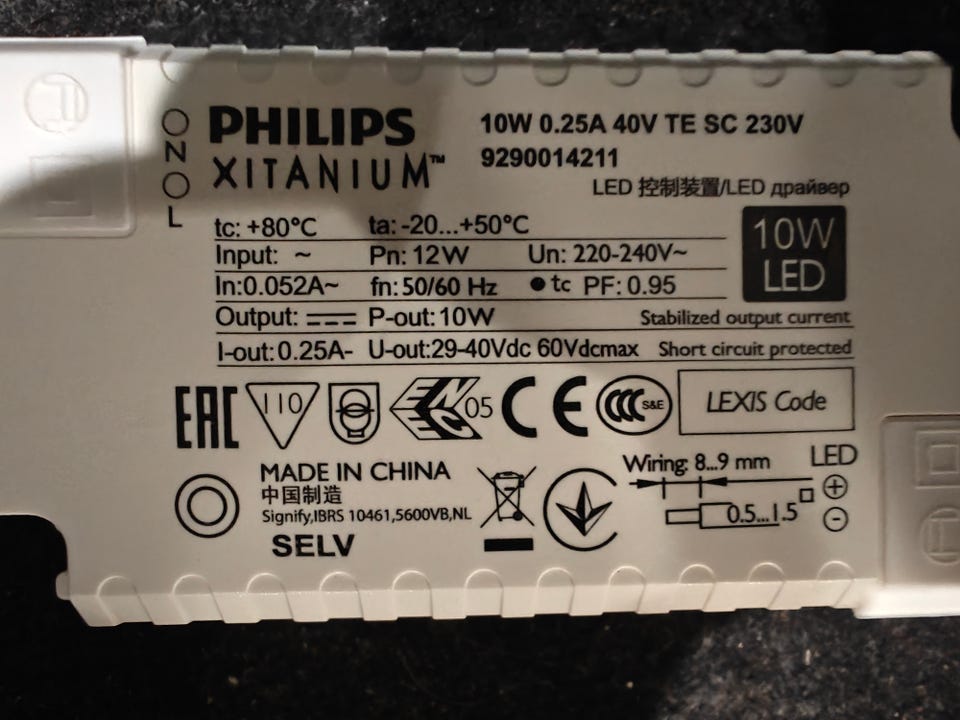 N
L
PHILIPS
XITANIUM™
10W 0.25A 40V TE SC 230V
9290014211
LED 控制装置/LED драйвер
tc: +80°C ta: -20...+50°C
Input: ~ Pn: 12W Un: 220-240V~
In:0.052A~ fn: 50/60 Hz ● tc PF: 0.95
10W
LED
Output: P-out: 10W Stabilized output current
I-out: 0.25A- U-out:29-40Vdc 60Vdcmax Short circuit protected
EAC 110 ENEC 05 CE CCC S&E LEXIS Code
MADE IN CHINA
中国制造
Signify,IBRS 10461,5600VB,NL
SELV
Wiring: 8...9 mm LED
0.5...1.5 □ +
-